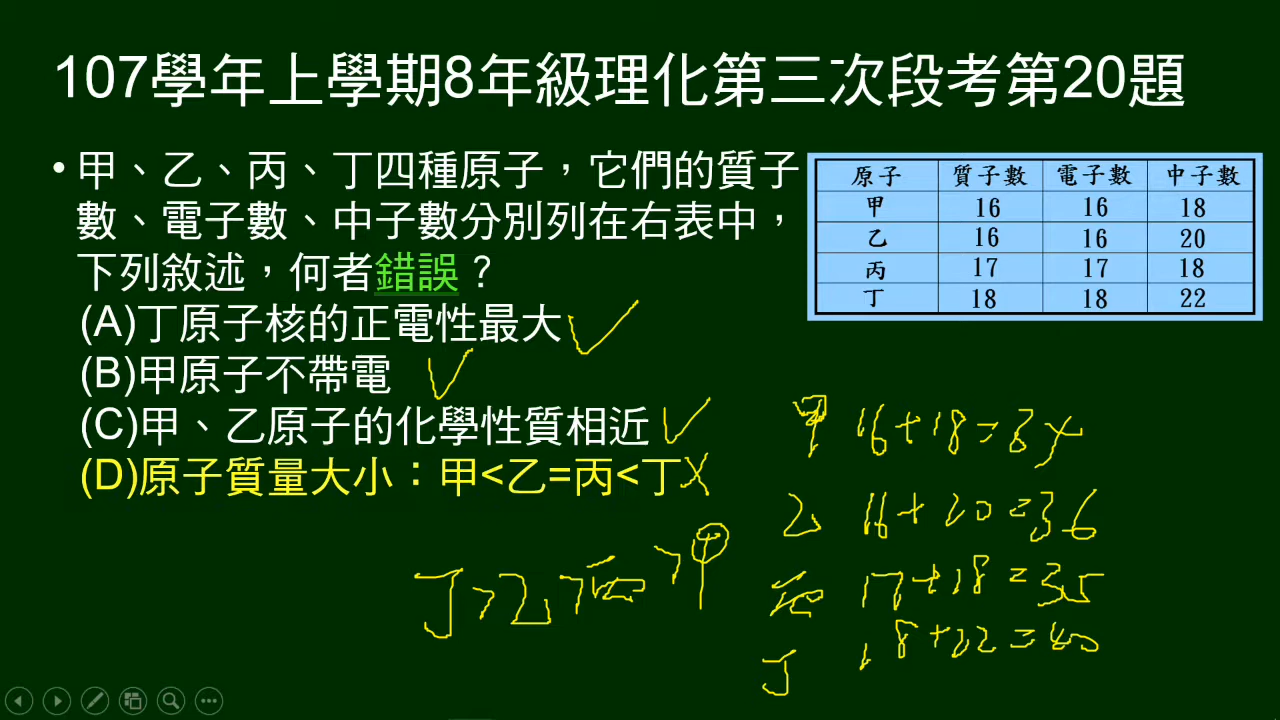 107學年上學期8年級理化第三次段考第20題
• 甲、乙、丙、丁四種原子，它們的質子
數、電子數、中子數分別列在右表中，
下列敘述，何者錯誤？
(A)丁原子核的正電性最大 ✓
(B)甲原子不帶電 ✓
(C)甲、乙原子的化學性質相近 ✓
(D)原子質量大小：甲<乙=丙<丁 X
原子 質子數 電子數 中子數
甲 16 16 18
乙 16 16 20
丙 17 17 18
丁 18 18 22
甲 16+18=34
乙 16+20=36
丙 17+18=35
丁 18+22=40
丁>乙>丙>甲